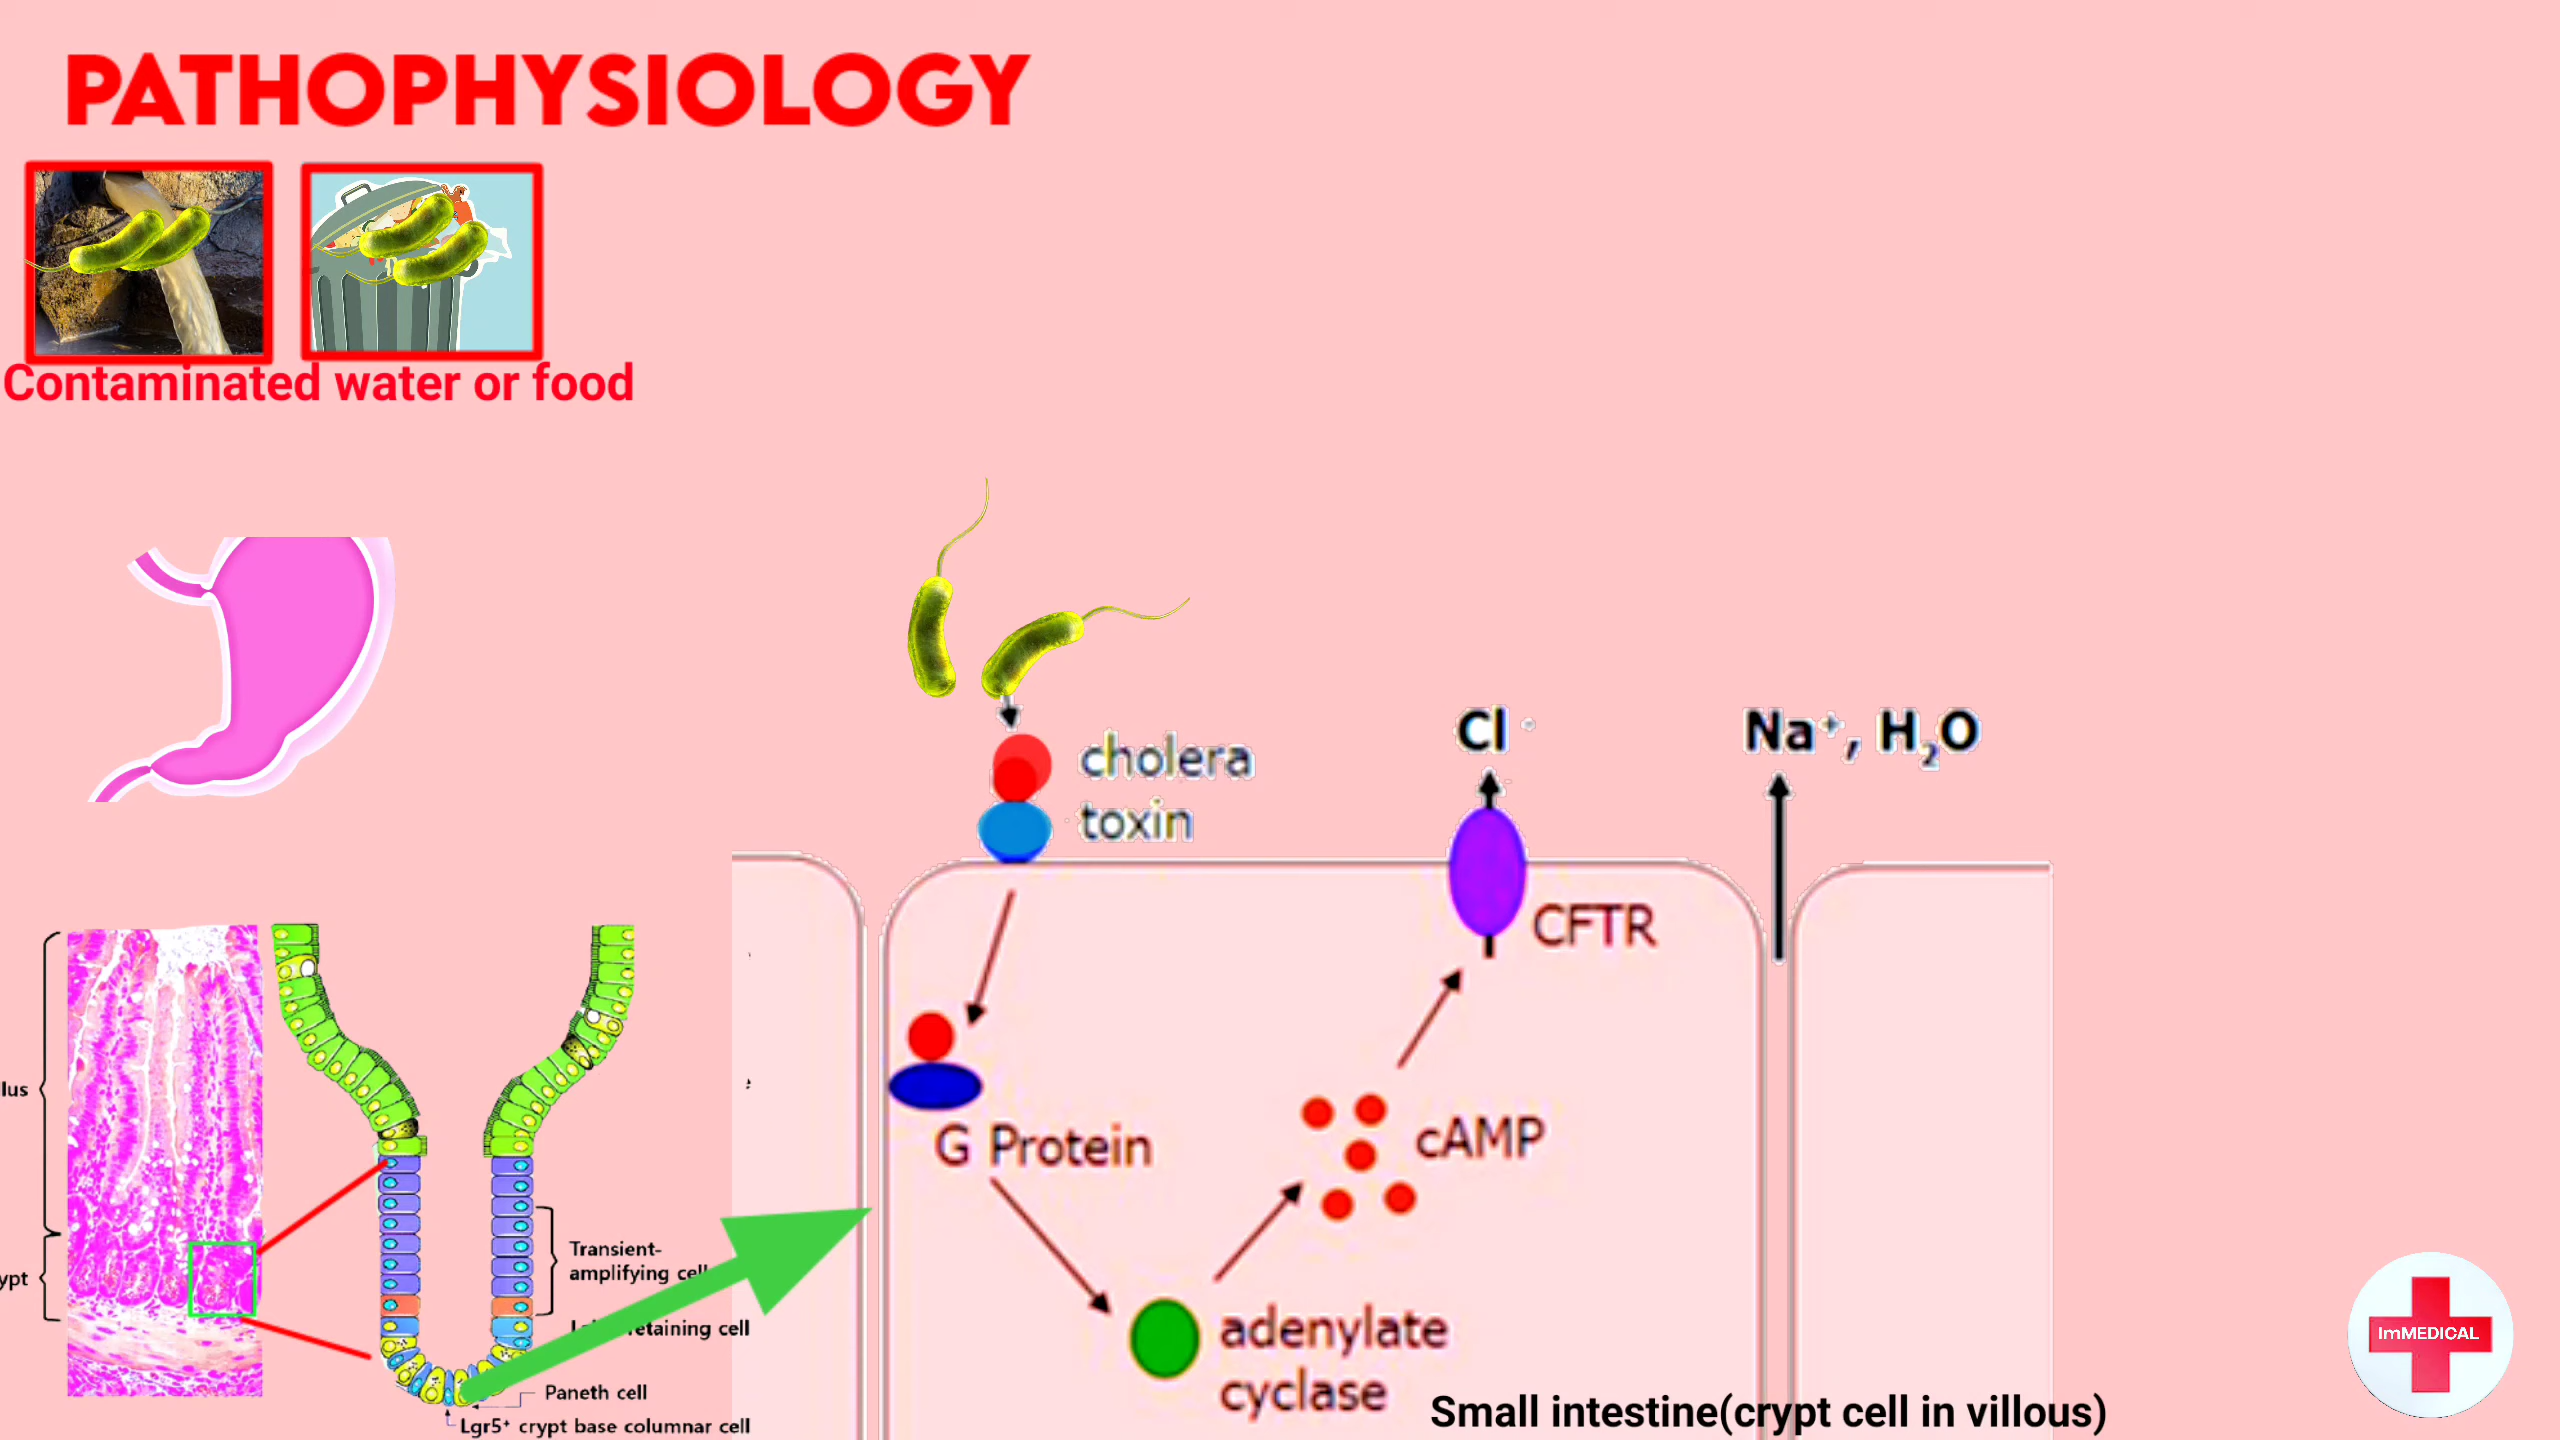 PATHOPHYSIOLOGY
Contaminated water or food
cholera
toxin
Cl
Na⁺, H₂O
CFTR
G Protein
cAMP
adenylate
cyclase
Transient-
amplifying cell
cell
Paneth cell
Lgr5⁺ crypt base columnar cell
Small intestine(crypt cell in villous)
ImMEDICAL